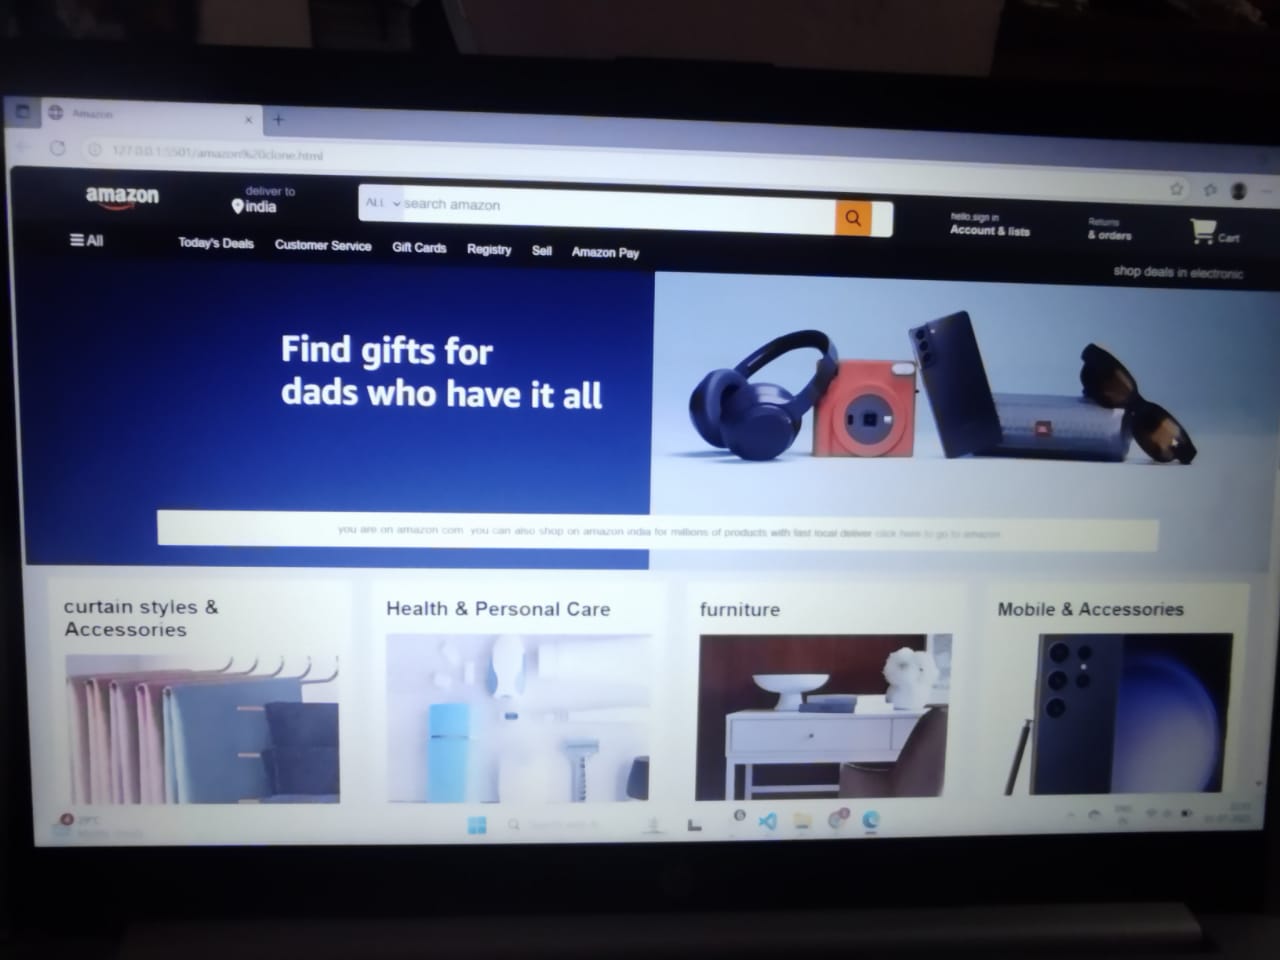 Amazon
127.0.0.1:5501/amazon%20clone.html
amazon
deliver to
india
ALL
search amazon
hello,sign in
Account & lists
Returns
& orders
Cart
All
Today's Deals
Customer Service
Gift Cards
Registry
Sell
Amazon Pay
shop deals in electronic
Find gifts for
dads who have it all
JBL
you are on amazon.com you can also shop on amazon india for millions of products with fast local deliver click here to go to amazon
curtain styles &
Accessories
Health & Personal Care
furniture
Mobile & Accessories
29°C